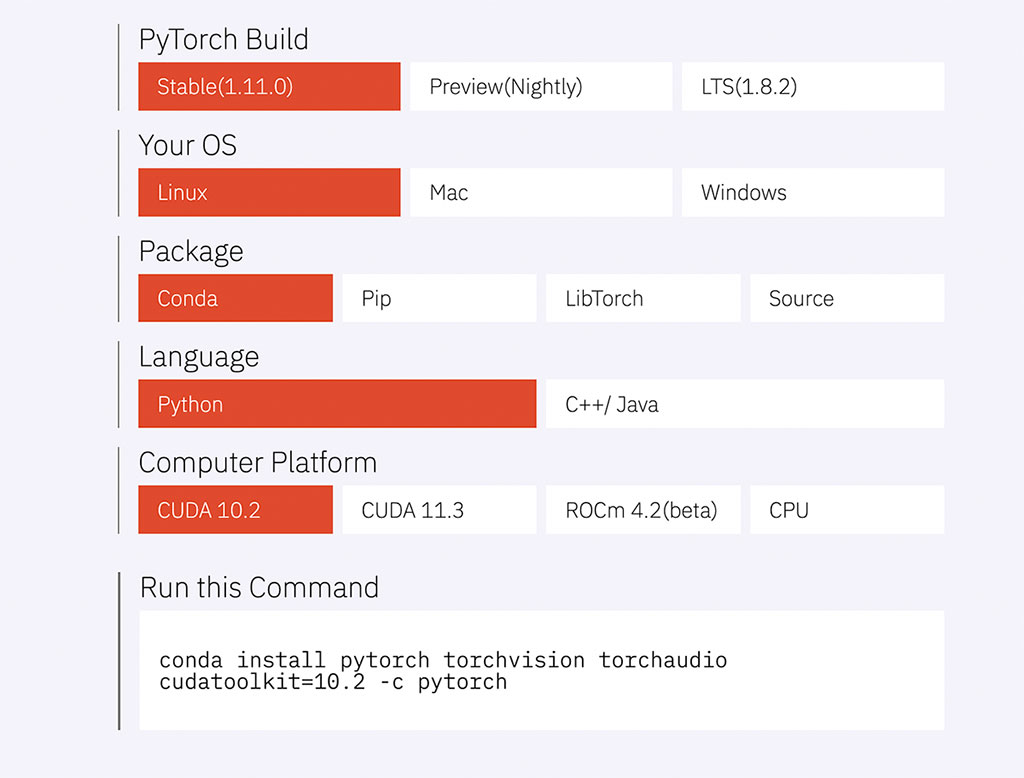 PyTorch Build
Stable(1.11.0)
Preview(Nightly)
LTS(1.8.2)
Your OS
Linux
Mac
Windows
Package
Conda
Pip
LibTorch
Source
Language
Python
C++/ Java
Computer Platform
CUDA 10.2
CUDA 11.3
ROCm 4.2(beta)
CPU
Run this Command
conda install pytorch torchvision torchaudio
cudatoolkit=10.2 -c pytorch